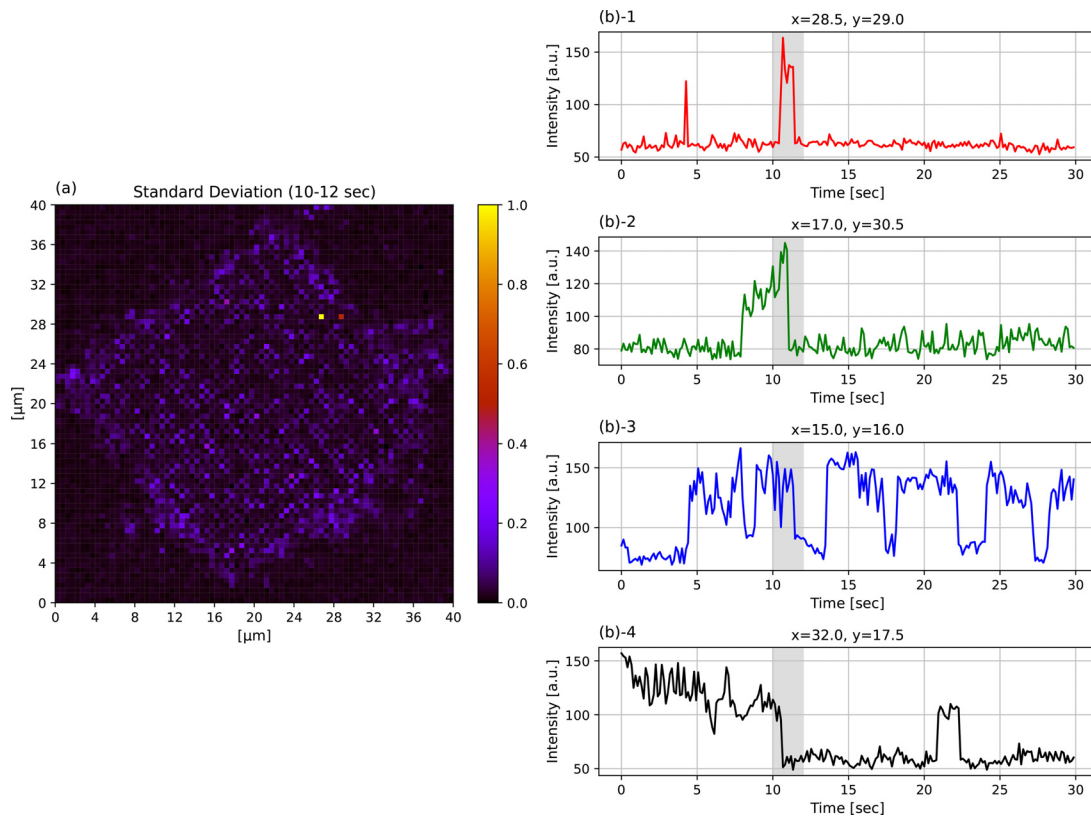 (a)
Standard Deviation (10-12 sec)
40
36
32
28
24
20
16
12
8
4
0
[μm]
0 4 8 12 16 20 24 28 32 36 40
[μm]
1.0
0.8
0.6
0.4
0.2
0.0
(b)-1
x=28.5, y=29.0
Intensity [a.u.]
150
100
50
0 5 10 15 20 25 30
Time [sec]
(b)-2
x=17.0, y=30.5
Intensity [a.u.]
140
120
100
80
0 5 10 15 20 25 30
Time [sec]
(b)-3
x=15.0, y=16.0
Intensity [a.u.]
150
100
0 5 10 15 20 25 30
Time [sec]
(b)-4
x=32.0, y=17.5
Intensity [a.u.]
150
100
50
0 5 10 15 20 25 30
Time [sec]